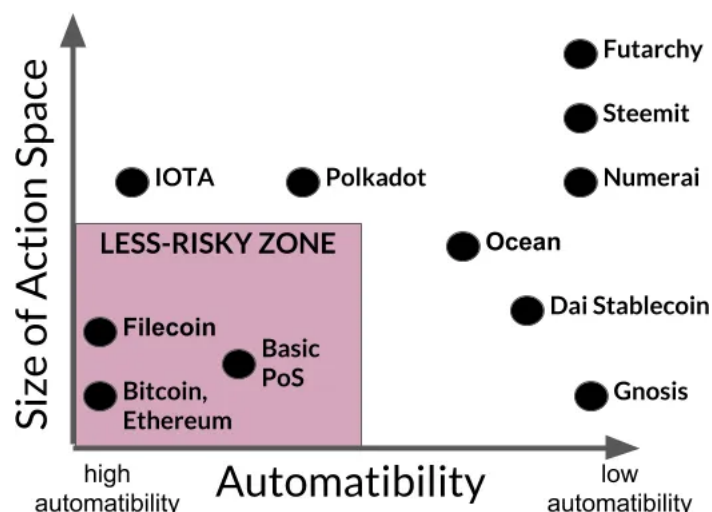 Size of Action Space
Futarchy
Steemit
IOTA
Polkadot
Numerai
LESS-RISKY ZONE
Ocean
Dai Stablecoin
Filecoin
Basic
PoS
Bitcoin,
Ethereum
Gnosis
high
automatibility
Automatibility
low
automatibility